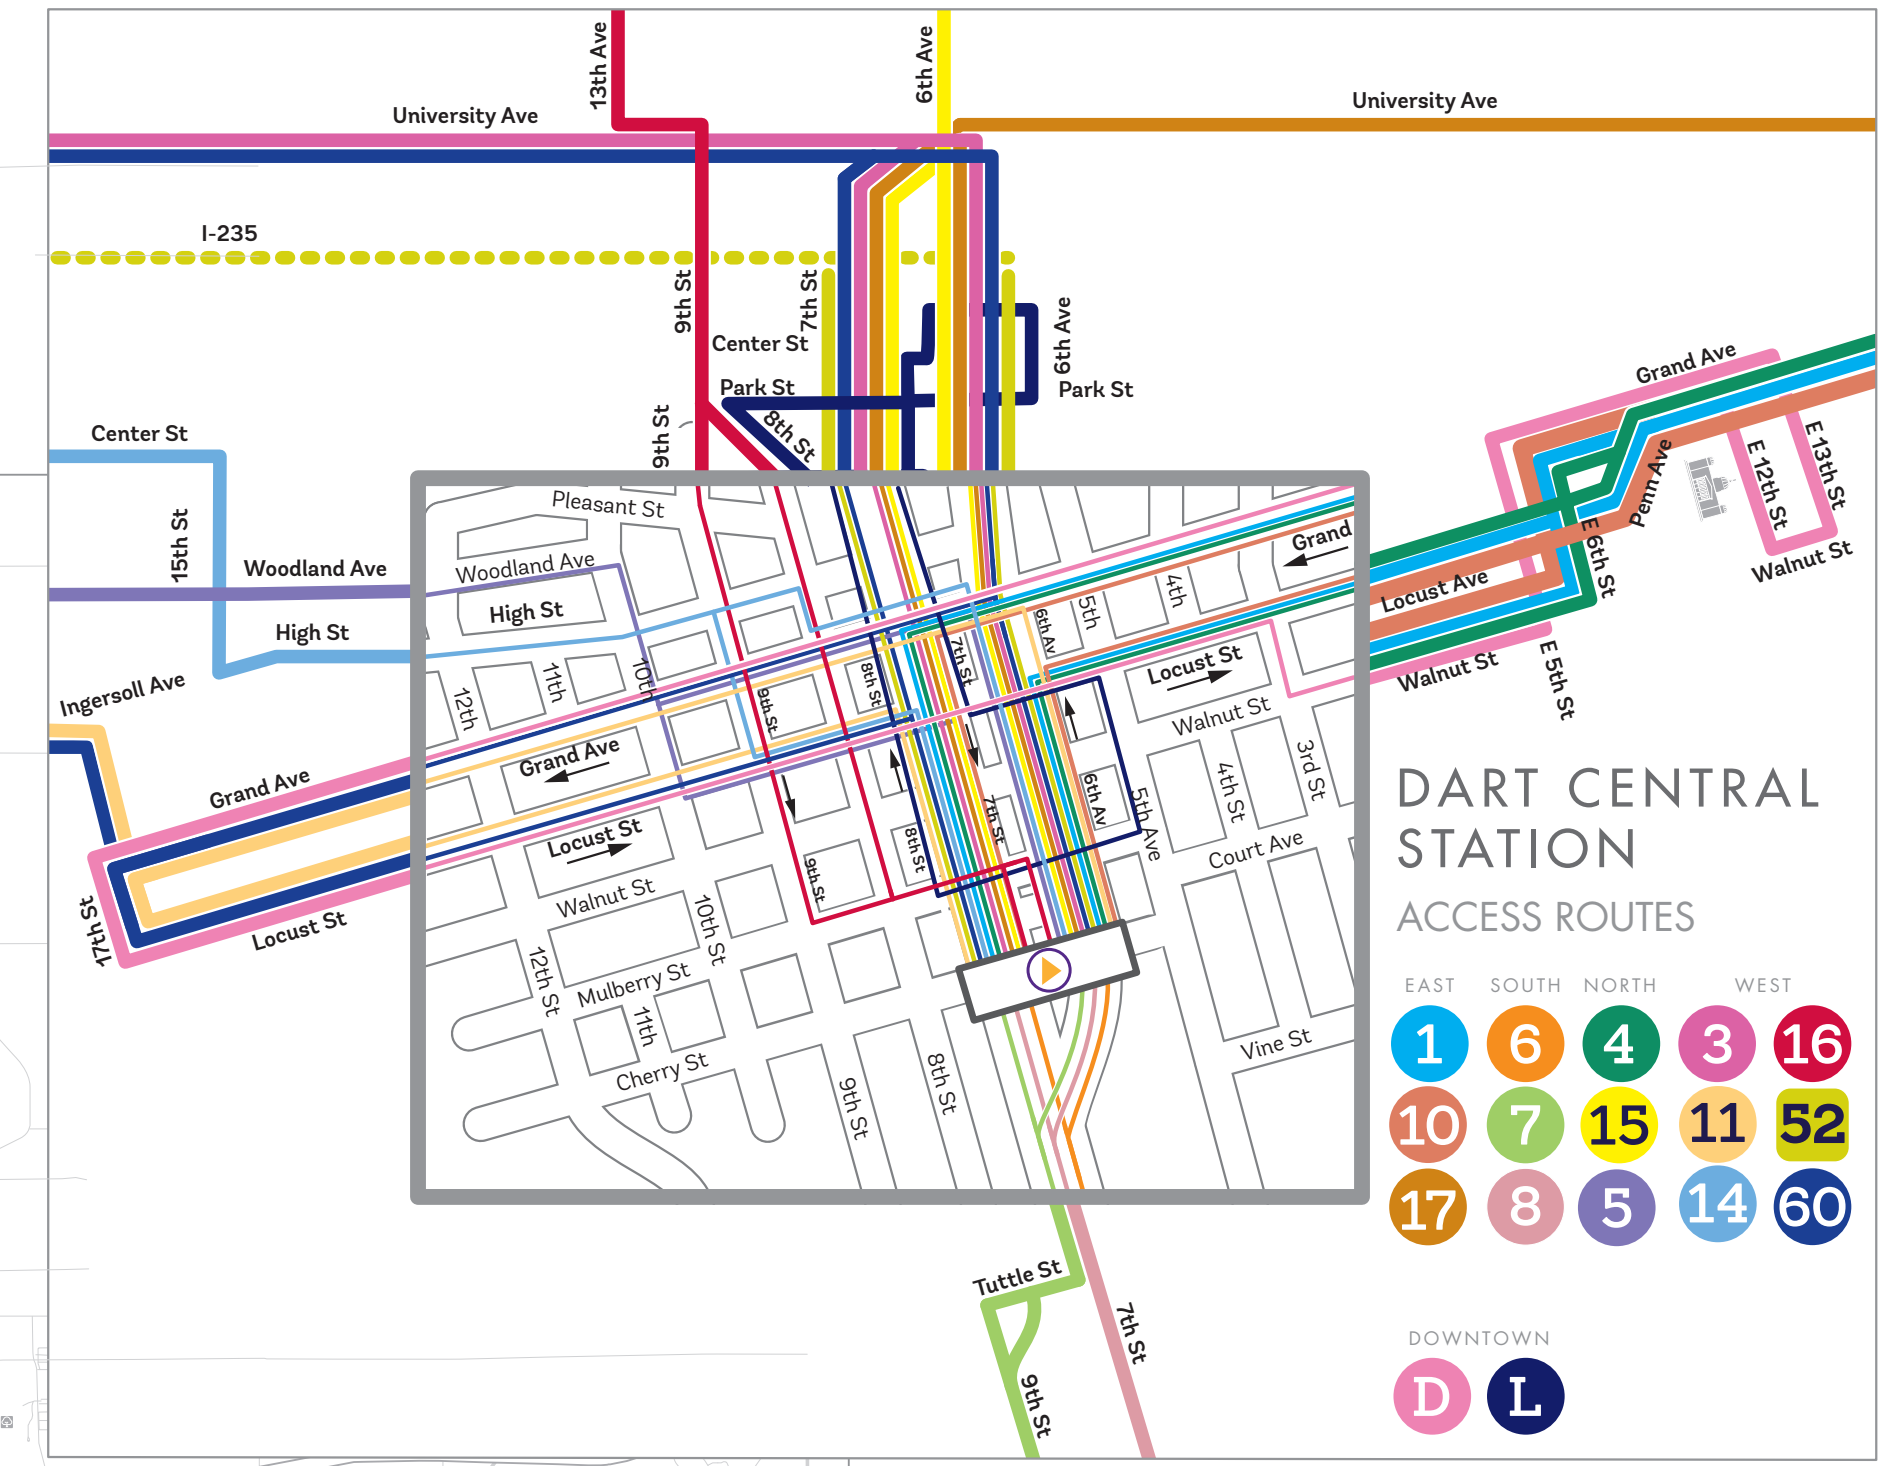 13th Ave
6th Ave
University Ave
University Ave
I-235
9th St
7th St
6th Ave
Center St
Park St
Park St
8th St
9th St
Center St
Grand Ave
E 13th St
E 12th St
Penn Ave
Walnut St
15th St
Pleasant St
Woodland Ave
Woodland Ave
High St
High St
Grand
E 6th St
Locust Ave
4th
5th
6th Av
7th St
8th St
Locust St
Walnut St
E 5th St
Walnut St
Ingersoll Ave
12th
11th
10th
9th St
Grand Ave
Grand Ave
3rd St
4th St
5th Ave
6th Av
7th St
8th St
9th St
Locust St
Court Ave
Walnut St
17th St
Locust St
10th St
12th St
Mulberry St
11th
Cherry St
9th St
8th St
Vine St
Tuttle St
7th St
9th St
DART CENTRAL
STATION
ACCESS ROUTES
EAST SOUTH NORTH WEST
1 6 4 3 16
10 7 15 11 52
17 8 5 14 60
DOWNTOWN
D L